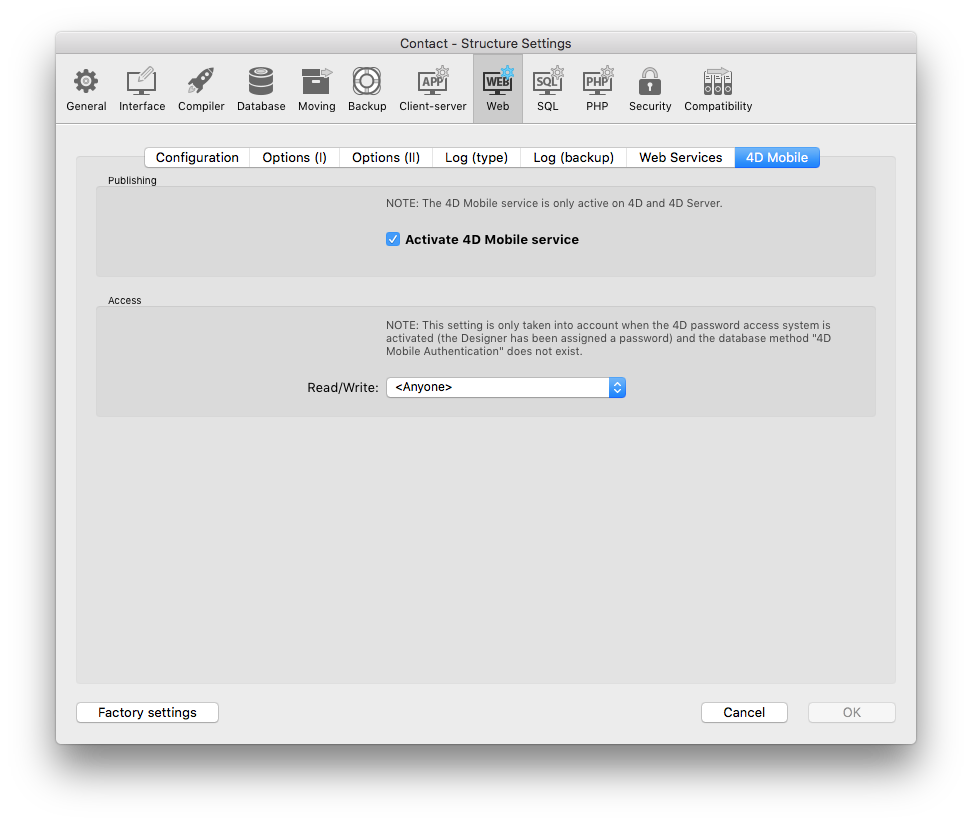 Contact - Structure Settings
APP WEB SQL PHP
General Interface Compiler Database Moving Backup Client-server Web SQL PHP Security Compatibility
Configuration Options (I) Options (II) Log (type) Log (backup) Web Services 4D Mobile
Publishing
NOTE: The 4D Mobile service is only active on 4D and 4D Server.
Activate 4D Mobile service
Access
NOTE: This setting is only taken into account when the 4D password access system is
activated (the Designer has been assigned a password) and the database method "4D
Mobile Authentication" does not exist.
Read/Write: <Anyone>
Factory settings Cancel OK